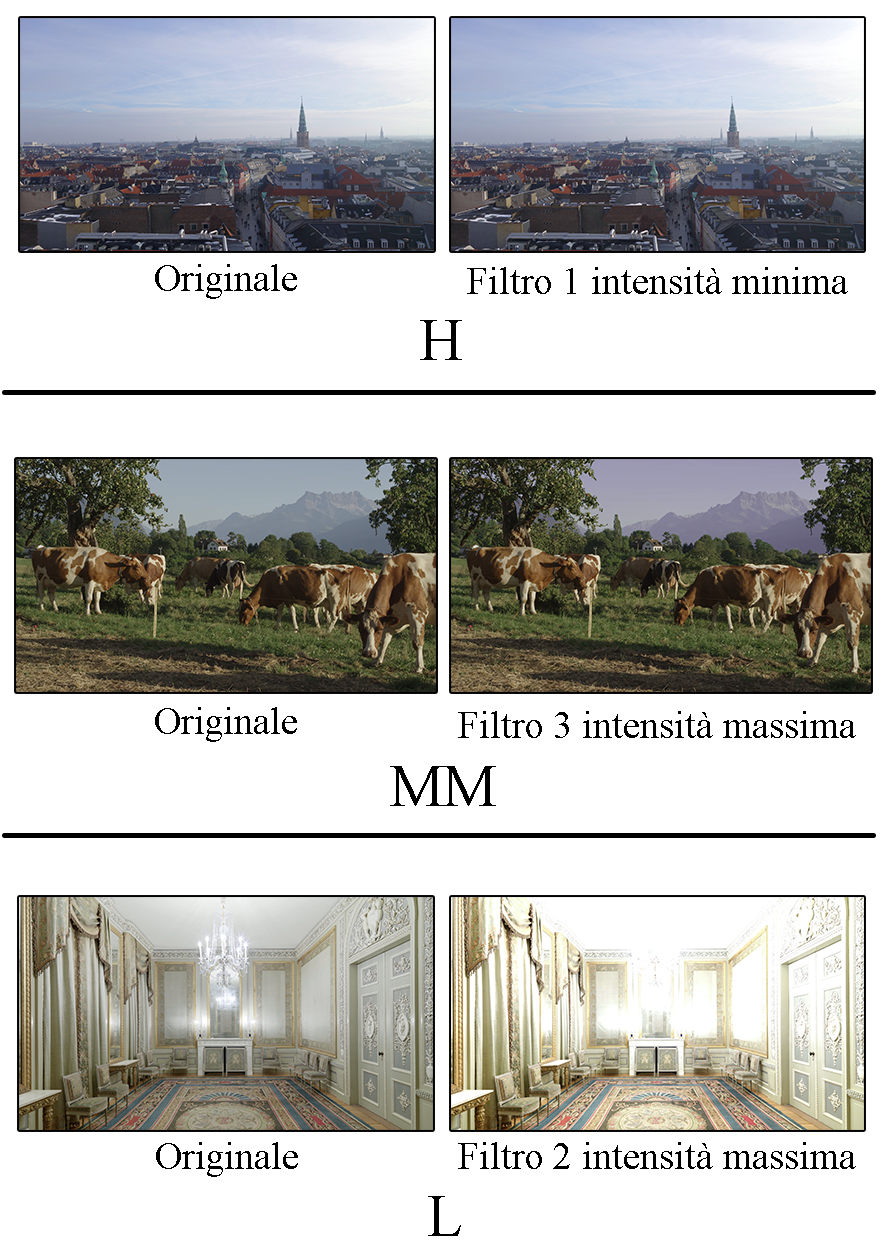 Originale
Filtro 1 intensità minima
H
Originale
Filtro 3 intensità massima
MM
Originale
Filtro 2 intensità massima
L